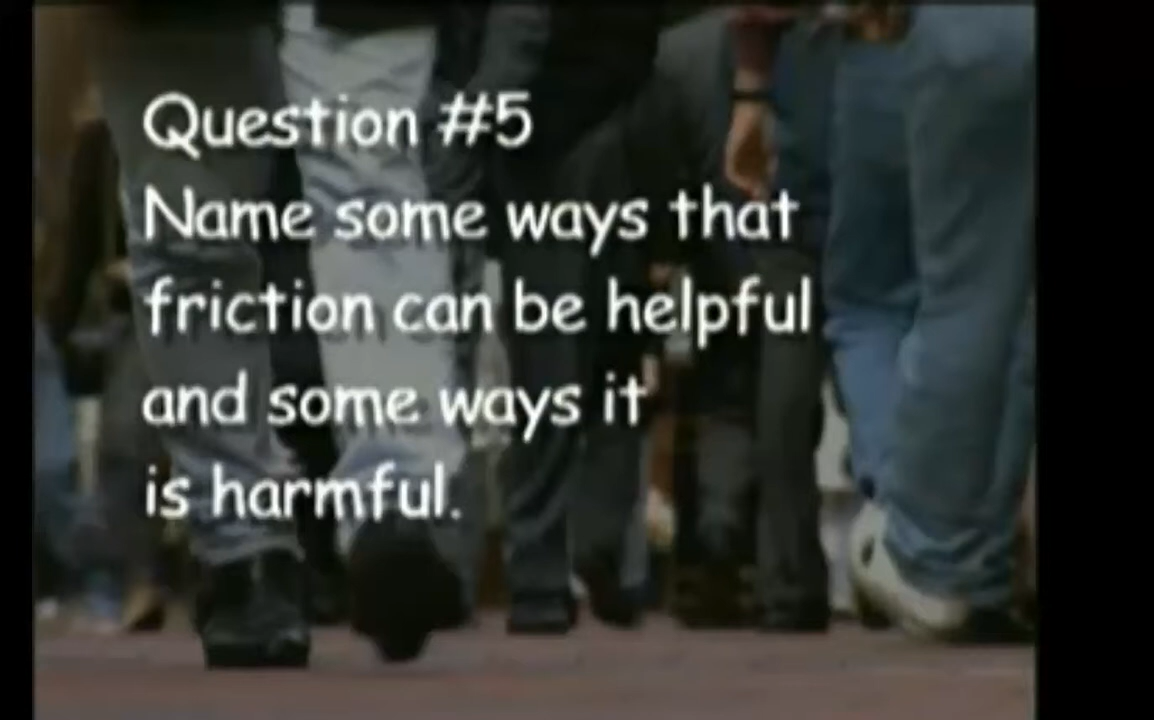 Question #5
Name some ways that
friction can be helpful
and some ways it
is harmful.